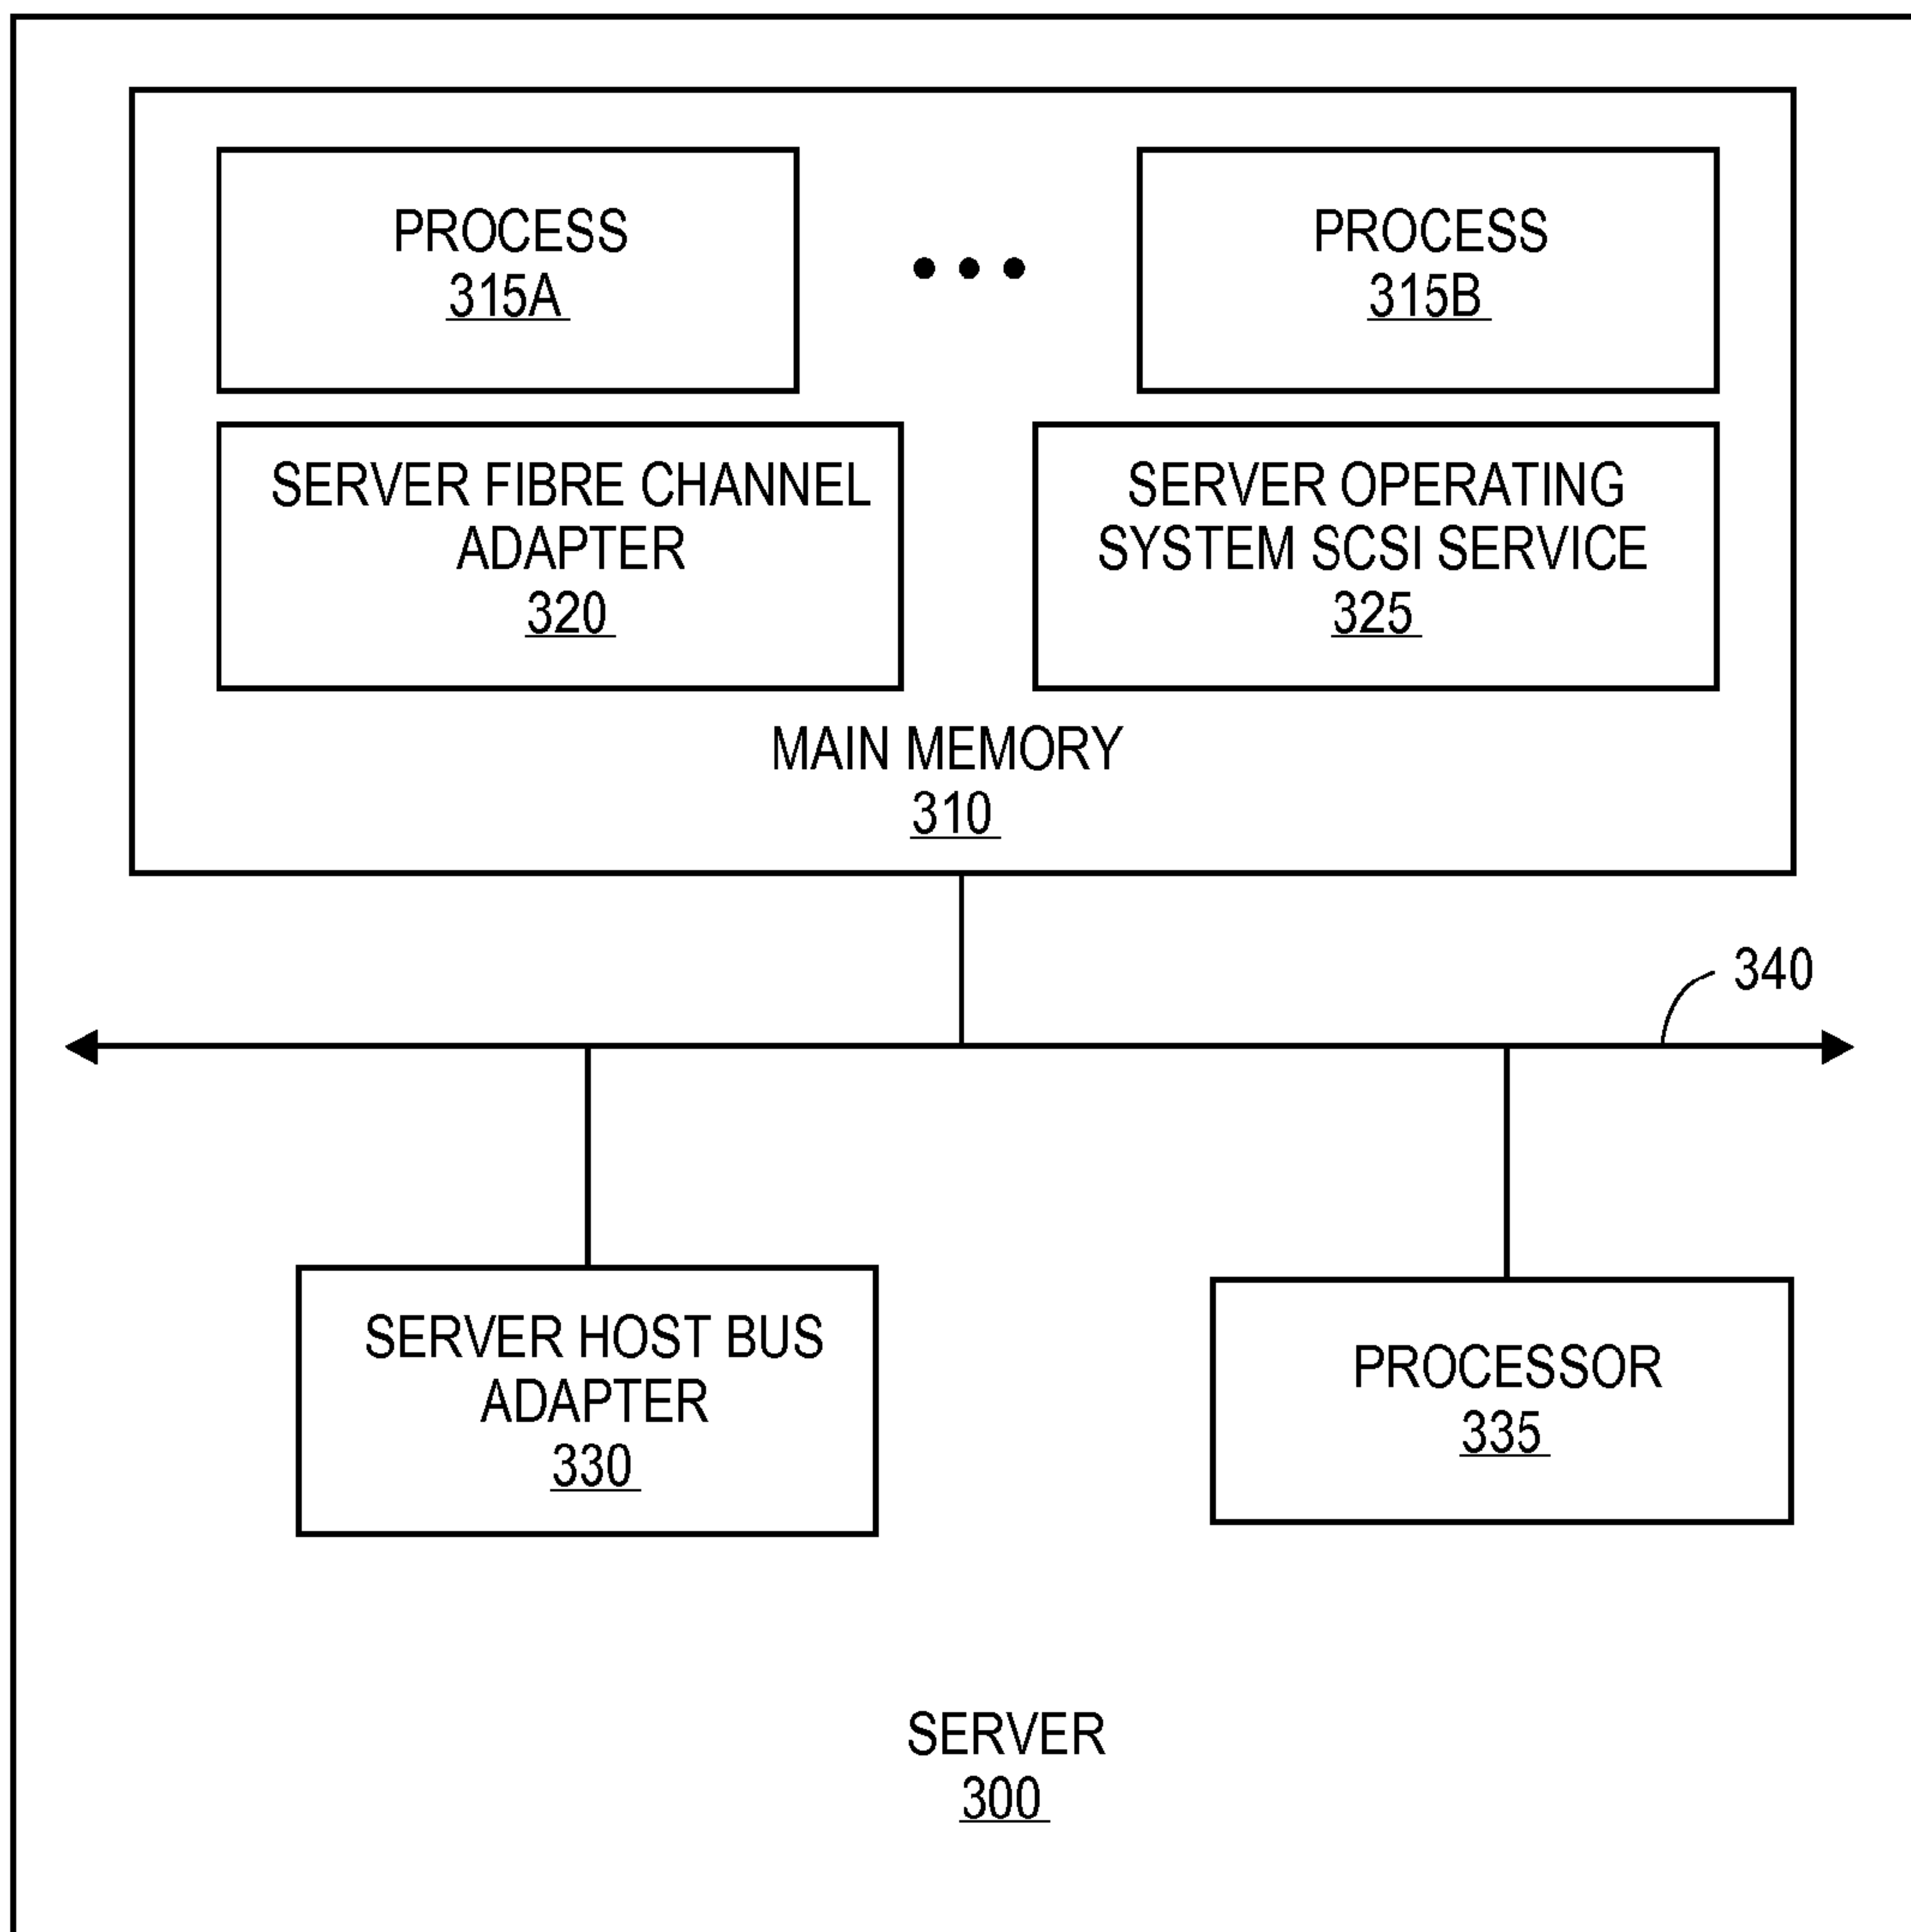 PROCESS
315A
PROCESS
315B
SERVER FIBRE CHANNEL
ADAPTER
320
SERVER OPERATING
SYSTEM SCSI SERVICE
325
MAIN MEMORY
310
340
SERVER HOST BUS
ADAPTER
330
PROCESSOR
335
SERVER
300